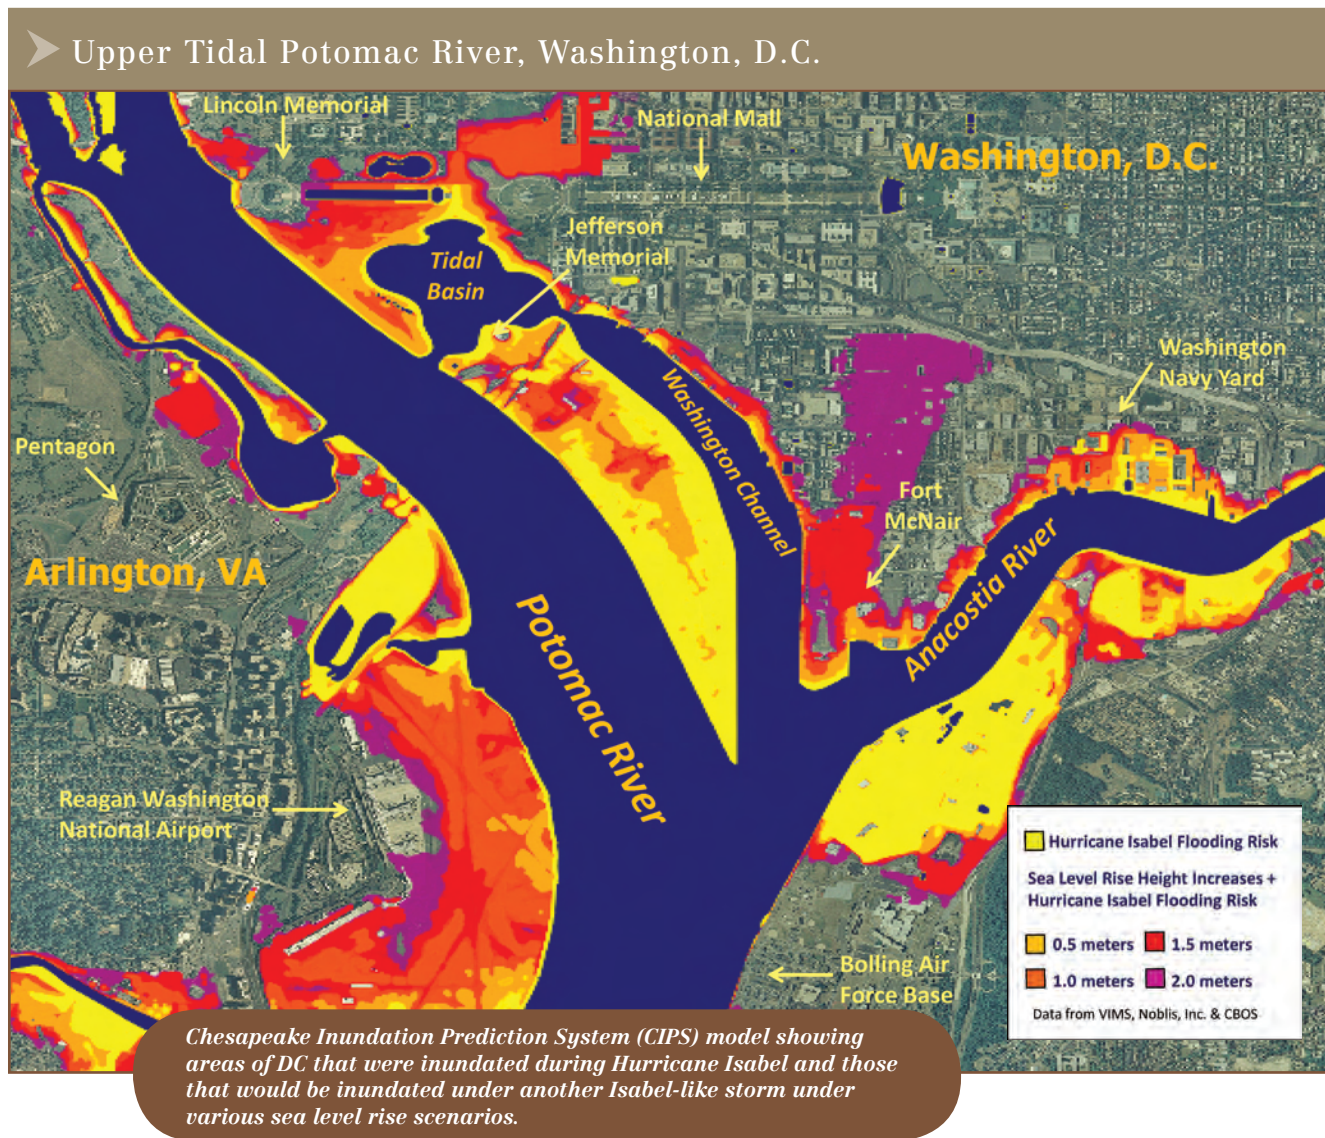 Upper Tidal Potomac River, Washington, D.C.
Lincoln Memorial
National Mall
Washington, D.C.
Jefferson
Memorial
Tidal
Basin
Washington
Navy Yard
Washington Channel
Pentagon
Fort
McNair
Arlington, VA
Anacostia River
Potomac River
Reagan Washington
National Airport
Hurricane Isabel Flooding Risk
Sea Level Rise Height Increases +
Hurricane Isabel Flooding Risk
0.5 meters
1.5 meters
1.0 meters
2.0 meters
Data from VIMS, Noblis, Inc. & CBOS
Bolling Air
Force Base
Chesapeake Inundation Prediction System (CIPS) model showing
areas of DC that were inundated during Hurricane Isabel and those
that would be inundated under another Isabel-like storm under
various sea level rise scenarios.